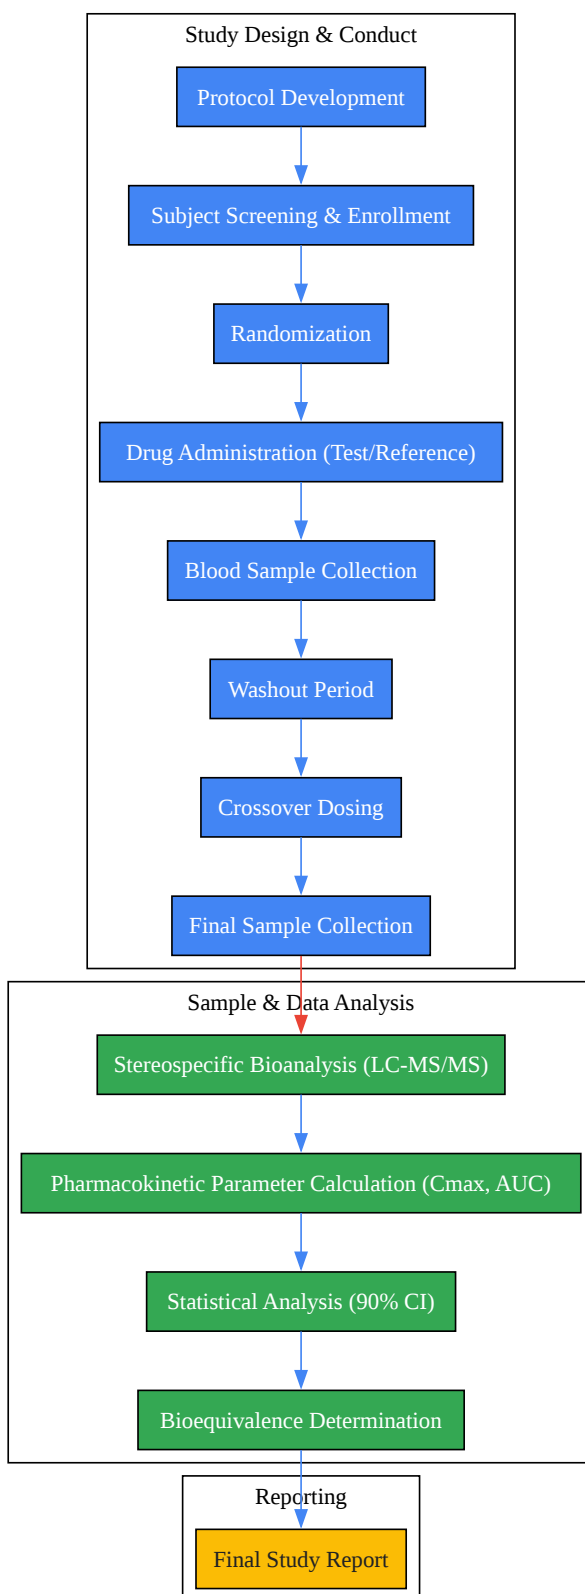 Study Design & Conduct
Protocol Development
Subject Screening & Enrollment
Randomization
Drug Administration (Test/Reference)
Blood Sample Collection
Washout Period
Crossover Dosing
Final Sample Collection
Sample & Data Analysis
Stereospecific Bioanalysis (LC-MS/MS)
Pharmacokinetic Parameter Calculation (Cmax, AUC)
Statistical Analysis (90% CI)
Bioequivalence Determination
Reporting
Final Study Report